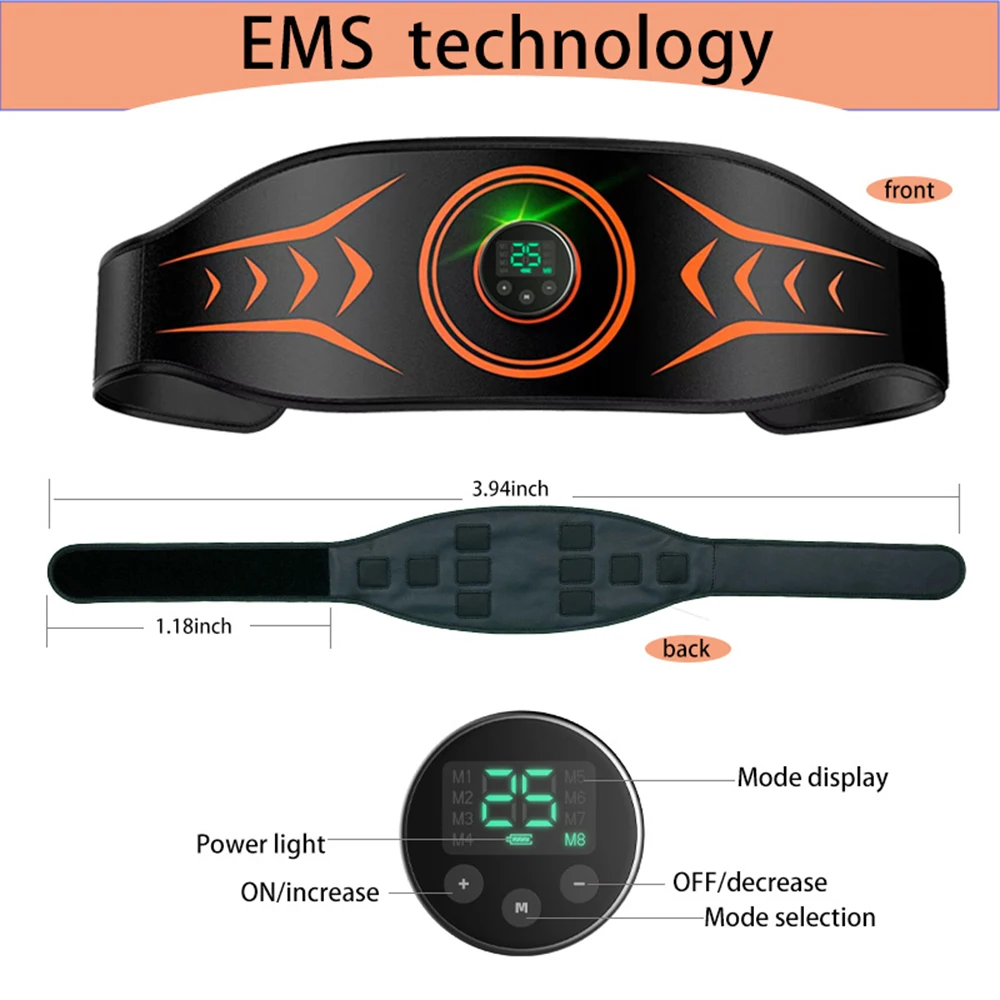 EMS technology
front
25
3.94inch
1.18inch
back
M1 25 M5
M2 M6
M3 M7
M4 M8
Mode display
Power light
ON/increase
+
-
M
OFF/decrease
Mode selection